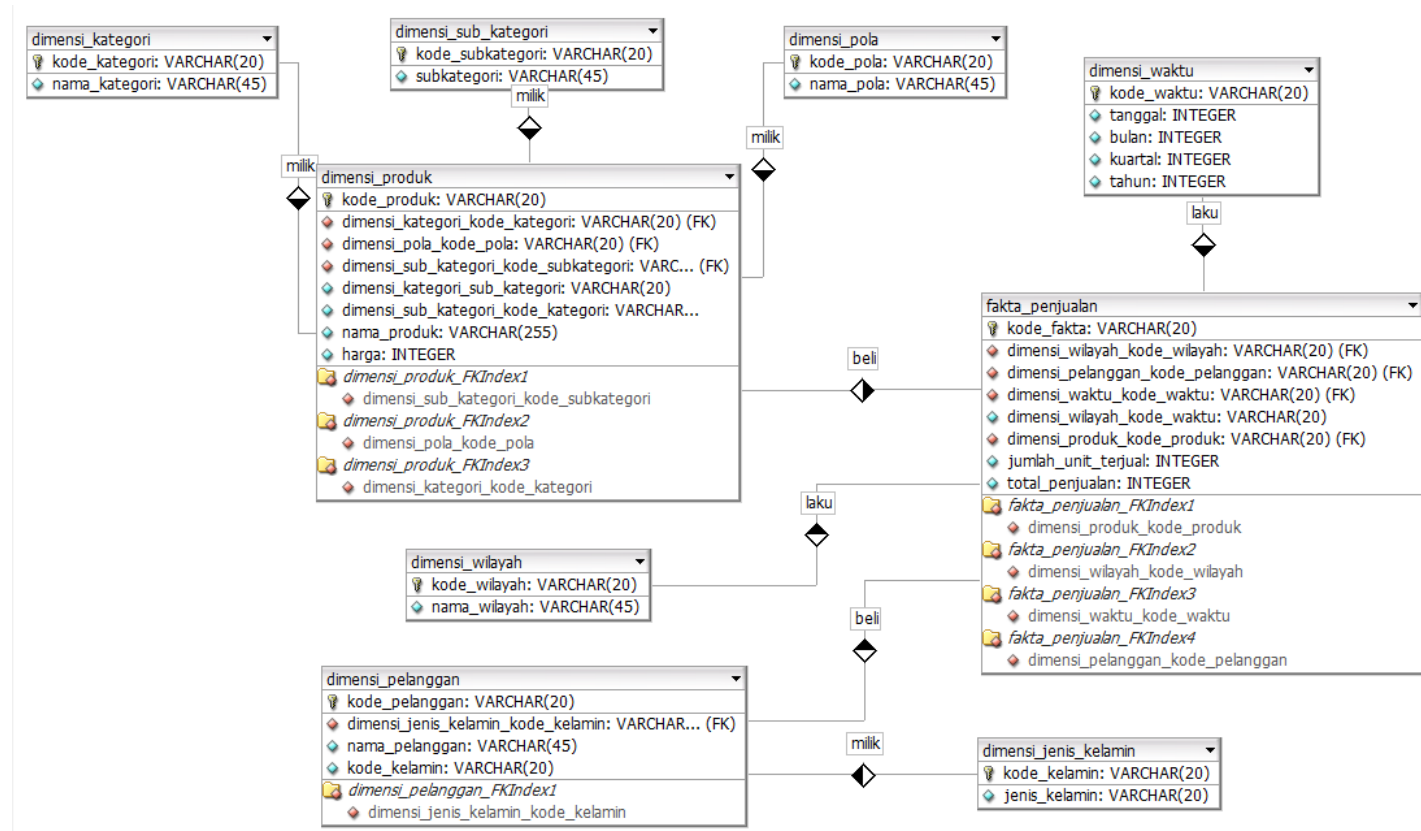 dimensi_kategori
kode_kategori: VARCHAR(20)
nama_kategori: VARCHAR(45)
dimensi_sub_kategori
kode_subkategori: VARCHAR(20)
subkategori: VARCHAR(45)
dimensi_pola
kode_pola: VARCHAR(20)
nama_pola: VARCHAR(45)
dimensi_waktu
kode_waktu: VARCHAR(20)
tanggal: INTEGER
bulan: INTEGER
kuartal: INTEGER
tahun: INTEGER
milik
milik
milik
laku
dimensi_produk
kode_produk: VARCHAR(20)
dimensi_kategori_kode_kategori: VARCHAR(20) (FK)
dimensi_pola_kode_pola: VARCHAR(20) (FK)
dimensi_sub_kategori_kode_subkategori: VARC... (FK)
dimensi_kategori_sub_kategori: VARCHAR(20)
dimensi_sub_kategori_kode_kategori: VARCHAR...
nama_produk: VARCHAR(255)
harga: INTEGER
dimensi_produk_FKIndex1
dimensi_sub_kategori_kode_subkategori
dimensi_produk_FKIndex2
dimensi_pola_kode_pola
dimensi_produk_FKIndex3
dimensi_kategori_kode_kategori
beli
fakta_penjualan
kode_fakta: VARCHAR(20)
dimensi_wilayah_kode_wilayah: VARCHAR(20) (FK)
dimensi_pelanggan_kode_pelanggan: VARCHAR(20) (FK)
dimensi_waktu_kode_waktu: VARCHAR(20) (FK)
dimensi_wilayah_kode_waktu: VARCHAR(20)
dimensi_produk_kode_produk: VARCHAR(20) (FK)
jumlah_unit_terjual: INTEGER
total_penjualan: INTEGER
fakta_penjualan_FKIndex1
dimensi_produk_kode_produk
fakta_penjualan_FKIndex2
dimensi_wilayah_kode_wilayah
fakta_penjualan_FKIndex3
dimensi_waktu_kode_waktu
fakta_penjualan_FKIndex4
dimensi_pelanggan_kode_pelanggan
laku
dimensi_wilayah
kode_wilayah: VARCHAR(20)
nama_wilayah: VARCHAR(45)
beli
dimensi_pelanggan
kode_pelanggan: VARCHAR(20)
dimensi_jenis_kelamin_kode_kelamin: VARCHAR... (FK)
nama_pelanggan: VARCHAR(45)
kode_kelamin: VARCHAR(20)
dimensi_pelanggan_FKIndex1
dimensi_jenis_kelamin_kode_kelamin
milik
dimensi_jenis_kelamin
kode_kelamin: VARCHAR(20)
jenis_kelamin: VARCHAR(20)